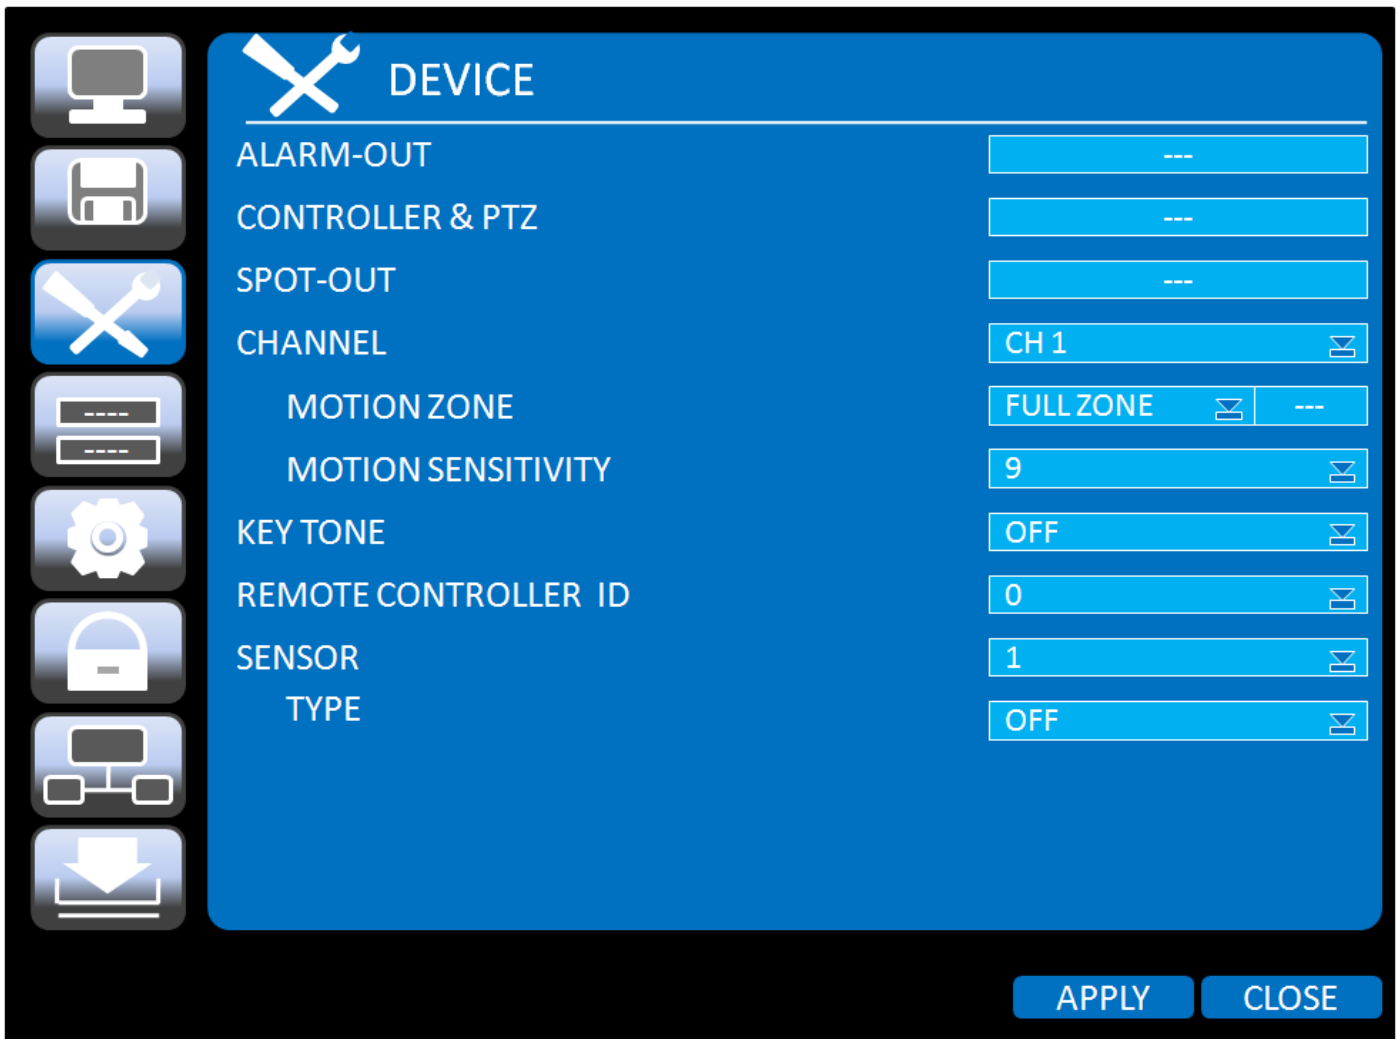 DEVICE
ALARM-OUT ---
CONTROLLER & PTZ ---
SPOT-OUT ---
CHANNEL CH 1
MOTION ZONE FULL ZONE ---
MOTION SENSITIVITY 9
KEY TONE OFF
REMOTE CONTROLLER ID 0
SENSOR 1
TYPE OFF
----
----
APPLY CLOSE